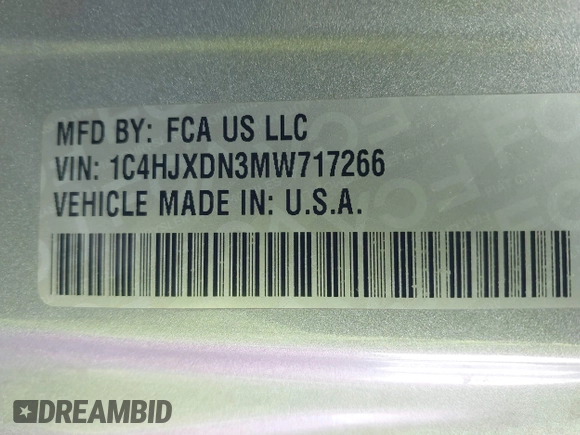 MFD BY: FCA US LLC
VIN: 1C4HJXDN3MW717266
VEHICLE MADE IN: U.S.A.
DREAMBID